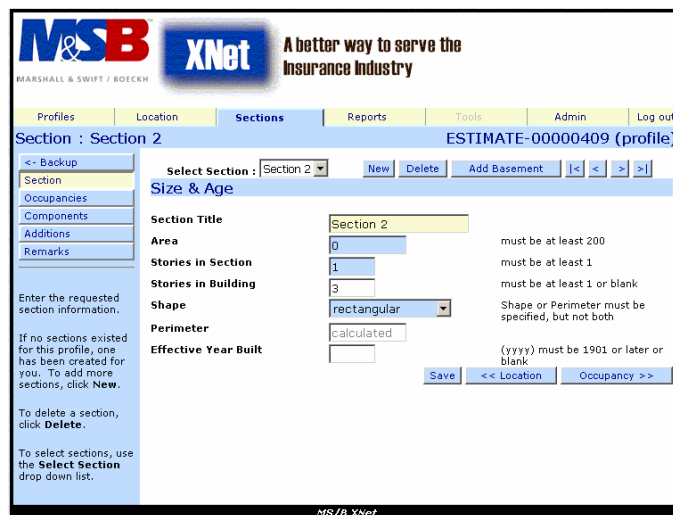 M&SB
MARSHALL & SWIFT / BOECKH
XNet
A better way to serve the
Insurance Industry
Profiles Location Sections Reports Tools Admin Log out
Section : Section 2 ESTIMATE-00000409 (profile)
<- Backup
Section
Occupancies
Components
Additions
Remarks
Enter the requested
section information.
If no sections existed
for this profile, one
has been created for
you. To add more
sections, click New.
To delete a section,
click Delete.
To select sections, use
the Select Section
drop down list.
Select Section : Section 2 New Delete Add Basement |< < > >|
Size & Age
Section Title Section 2
Area 0 must be at least 200
Stories in Section 1 must be at least 1
Stories in Building 3 must be at least 1 or blank
Shape rectangular Shape or Perimeter must be
specified, but not both
Perimeter calculated
Effective Year Built (yyyy) must be 1901 or later or
blank
Save << Location Occupancy >>
MS/B XNet